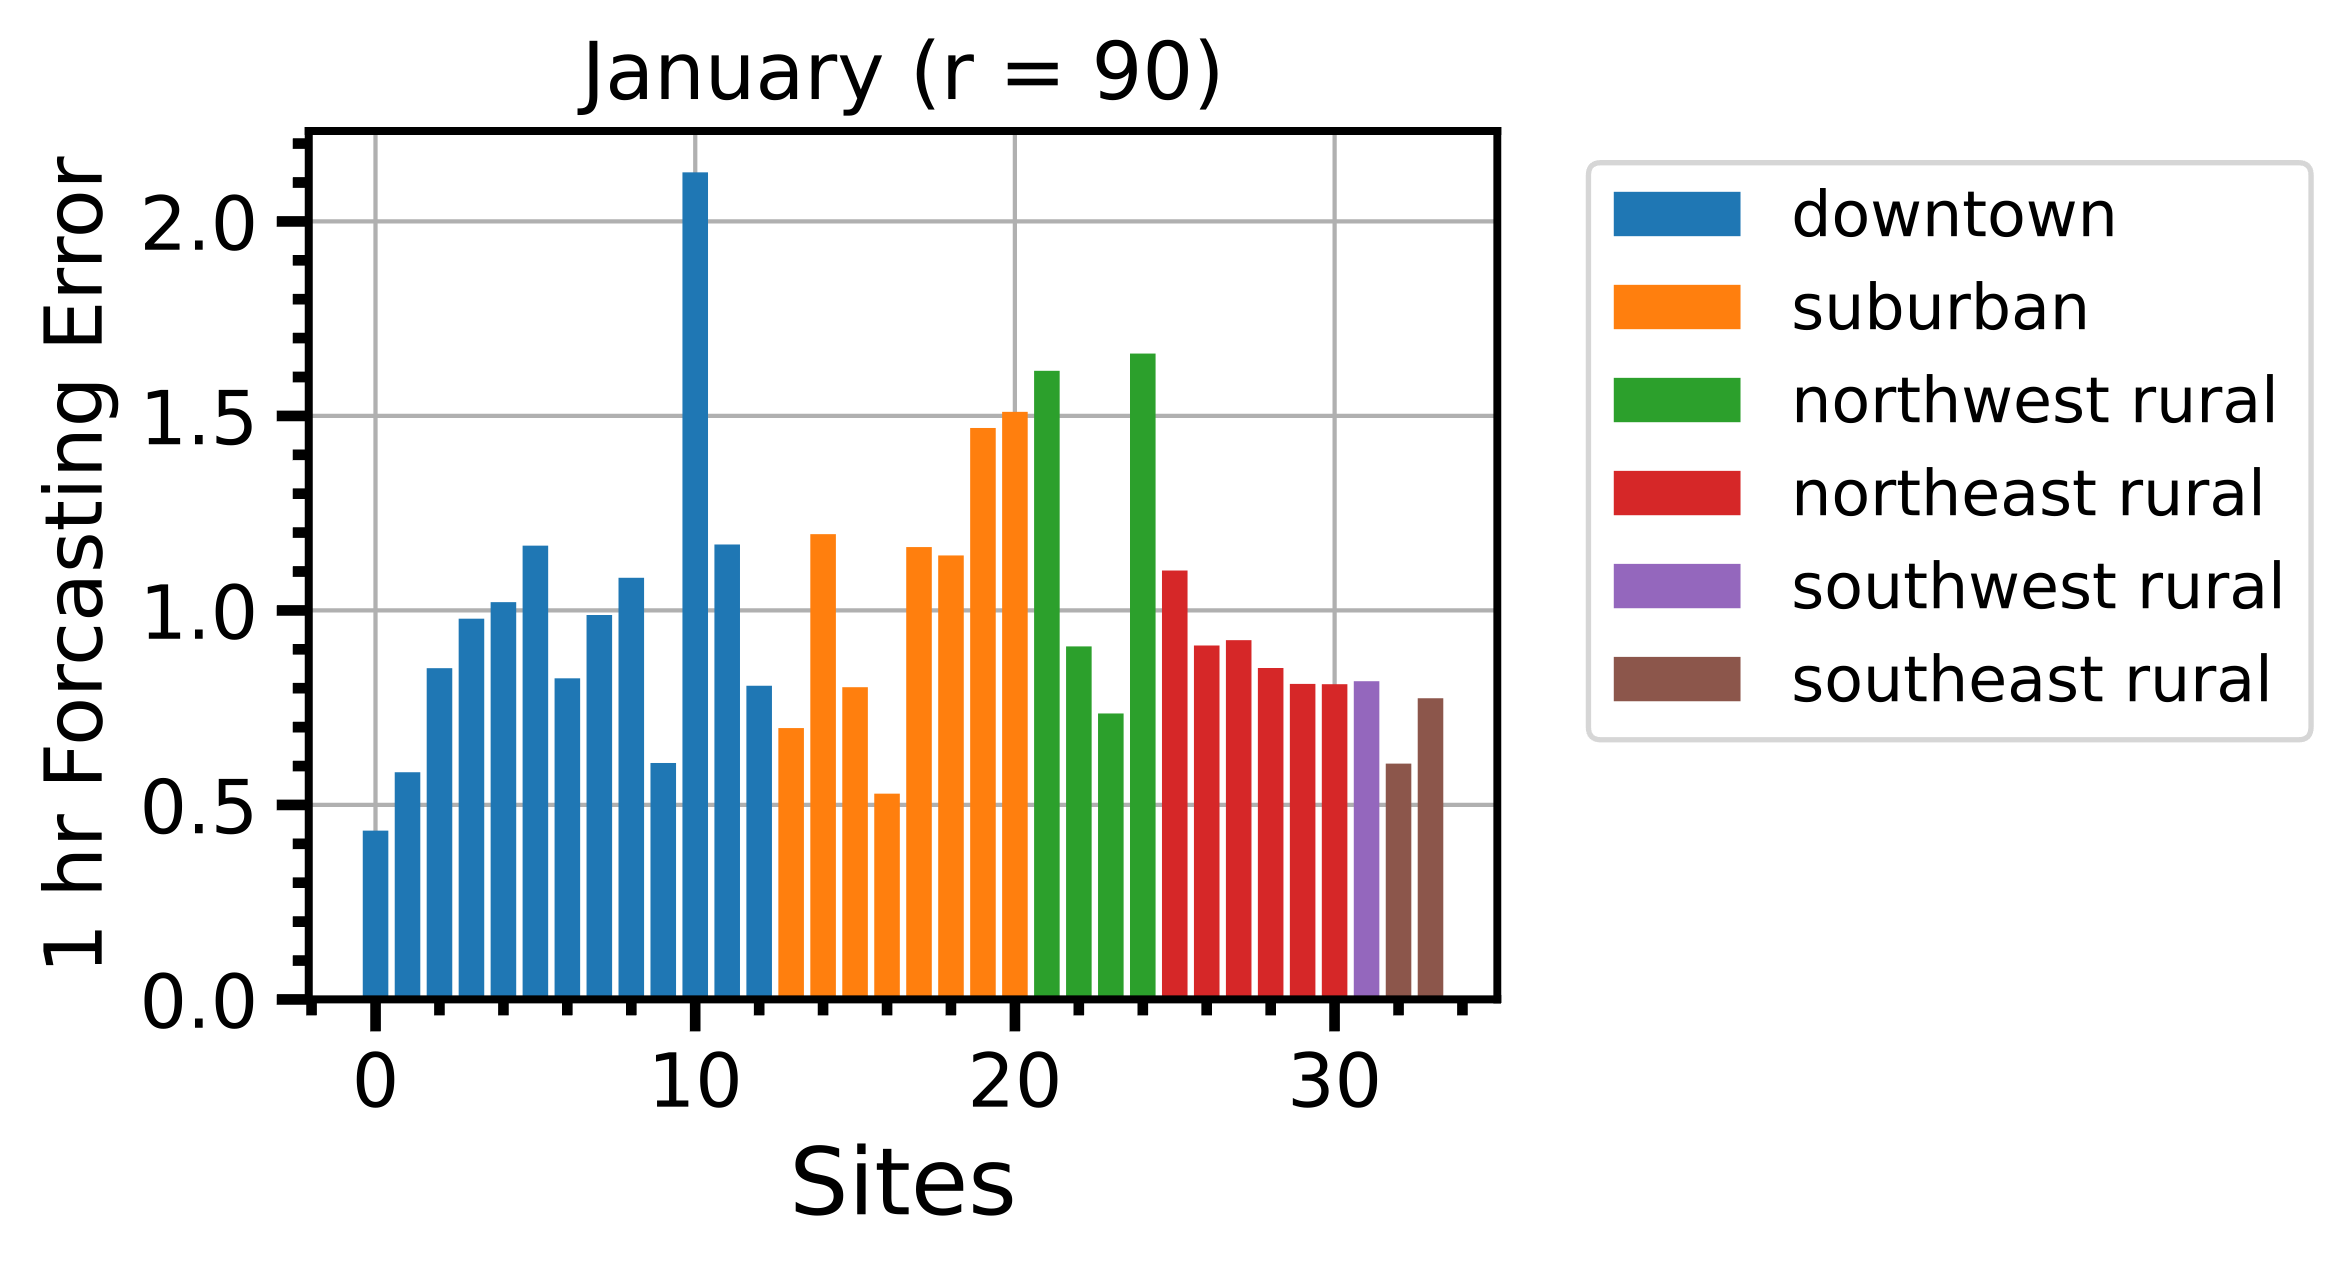 January (r = 90)
1 hr Forcasting Error
2.0
1.5
1.0
0.5
0.0
0
10
20
30
Sites
downtown
suburban
northwest rural
northeast rural
southwest rural
southeast rural